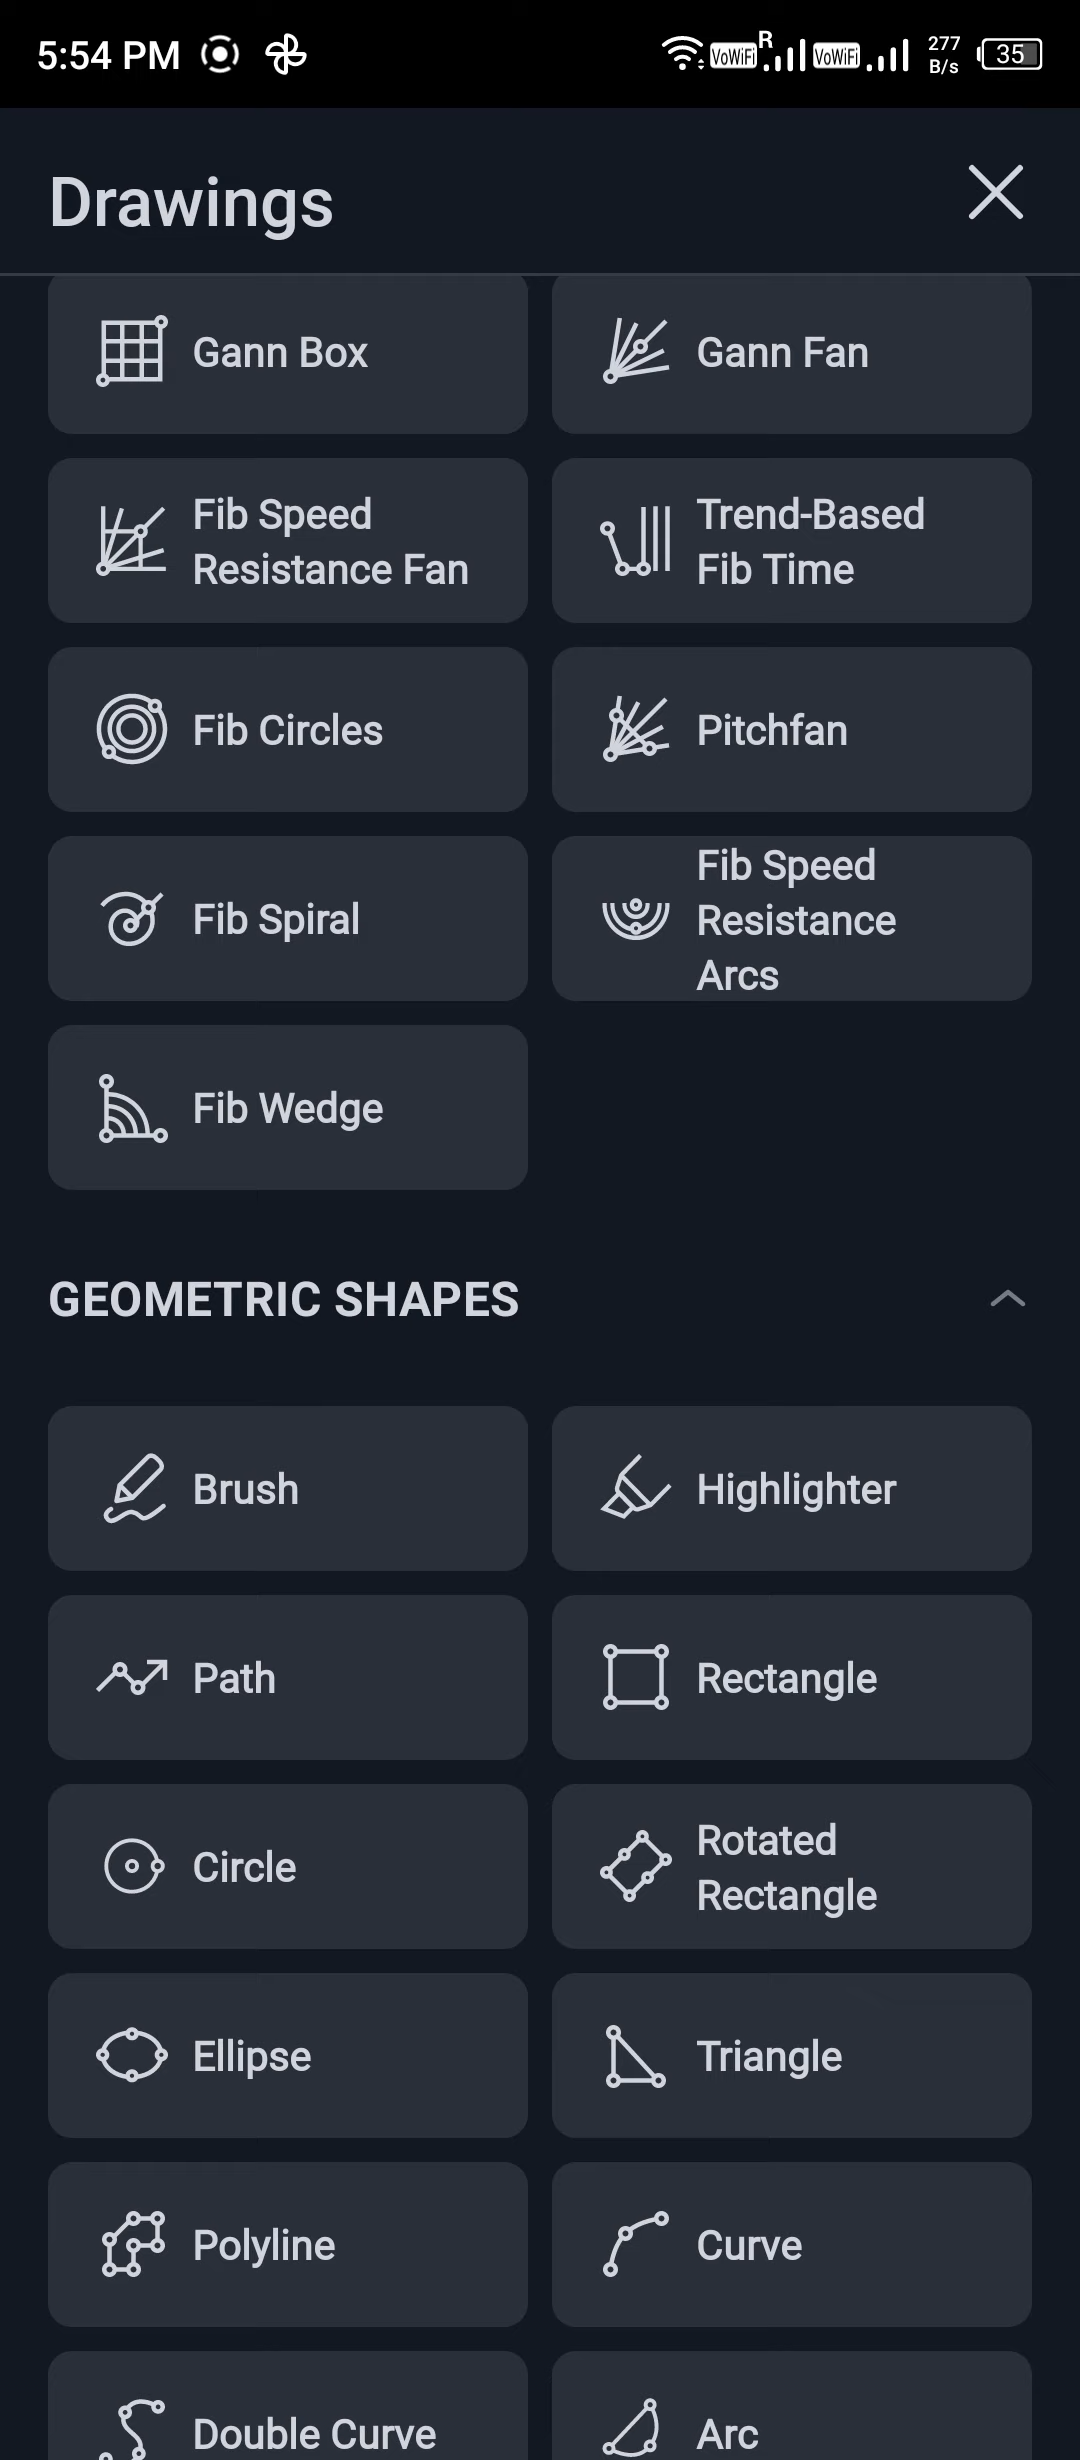 5:54 PM
VoWiFi R VoWiFi 277 B/s 35
Drawings
Gann Box
Gann Fan
Fib Speed
Resistance Fan
Trend-Based
Fib Time
Fib Circles
Pitchfan
Fib Spiral
Fib Speed
Resistance
Arcs
Fib Wedge
GEOMETRIC SHAPES
Brush
Highlighter
Path
Rectangle
Circle
Rotated
Rectangle
Ellipse
Triangle
Polyline
Curve
Double Curve
Arc